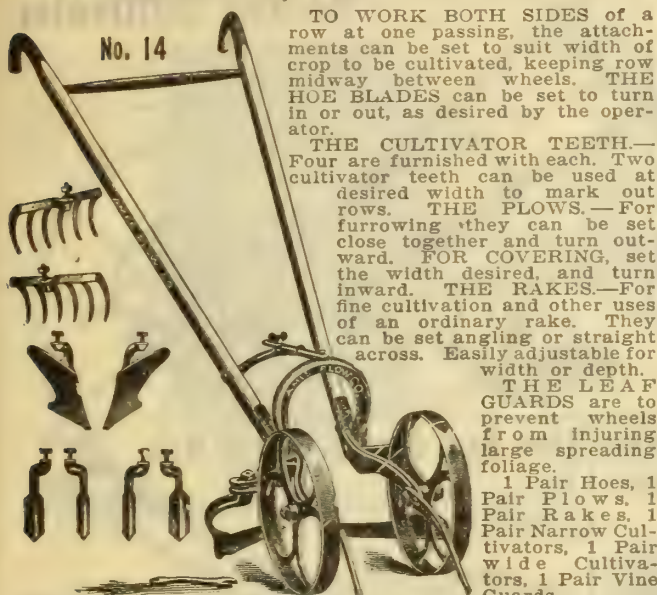 No. 14
TO WORK BOTH SIDES of a
row at one passing, the attach-
ments can be set to suit width of
crop to be cultivated, keeping row
midway between wheels. THE
HOE BLADES can be set to turn
in or out, as desired by the oper-
ator.
THE CULTIVATOR TEETH.—
Four are furnished with each. Two
cultivator teeth can be used at
desired width to mark out
rows. THE PLOWS.—For
furrowing they can be set
close together and turn out-
ward. FOR COVERING, set
the width desired, and turn
inward. THE RAKES.—For
fine cultivation and other uses
of an ordinary rake. They
can be set angling or straight
across. Easily adjustable for
width or depth.
THE LEAF
GUARDS are to
prevent wheels
from injuring
large spreading
foliage.
1 Pair Hoes, 1
Pair Plows, 1
Pair Rakes, 1
Pair Narrow Cul-
tivators, 1 Pair
wide Cultiva-
tors, 1 Pair Vine
Guards